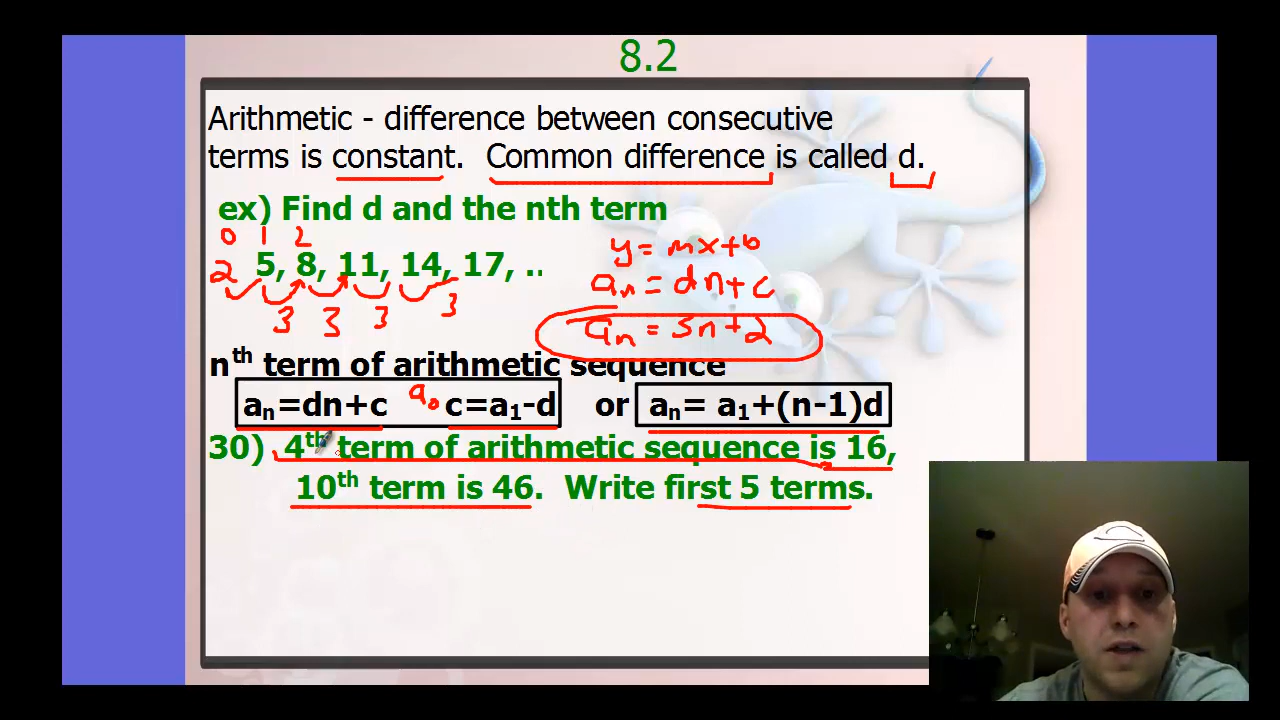 8.2
Arithmetic - difference between consecutive
terms is constant. Common difference is called d.
ex) Find d and the nth term
0 1 2
2 5, 8, 11, 14, 17, ..
3 3 3 3
y = mx+b
aₙ = dn+c
aₙ = 3n+2
nᵗʰ term of arithmetic sequence
aₙ=dn+c a₀ c=a₁-d or aₙ= a₁+(n-1)d
30) 4ᵗʰ term of arithmetic sequence is 16,
10ᵗʰ term is 46. Write first 5 terms.